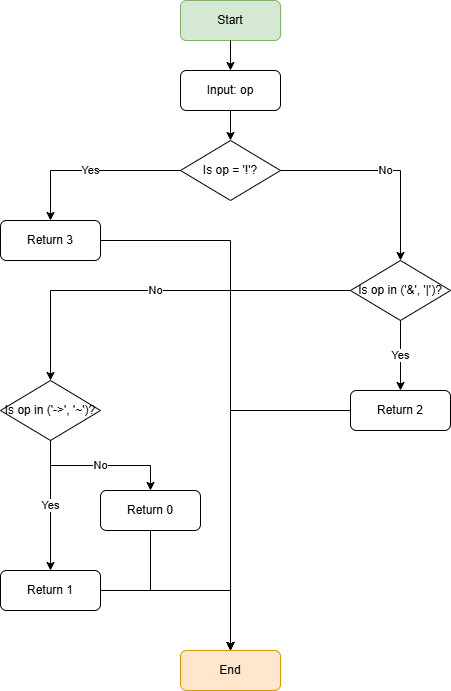 Start
Input: op
Is op = '!'?
Yes
No
Return 3
No
Is op in ('&', '|')?
Yes
Is op in ('->', '~')?
Return 2
No
Yes
Return 0
Return 1
End